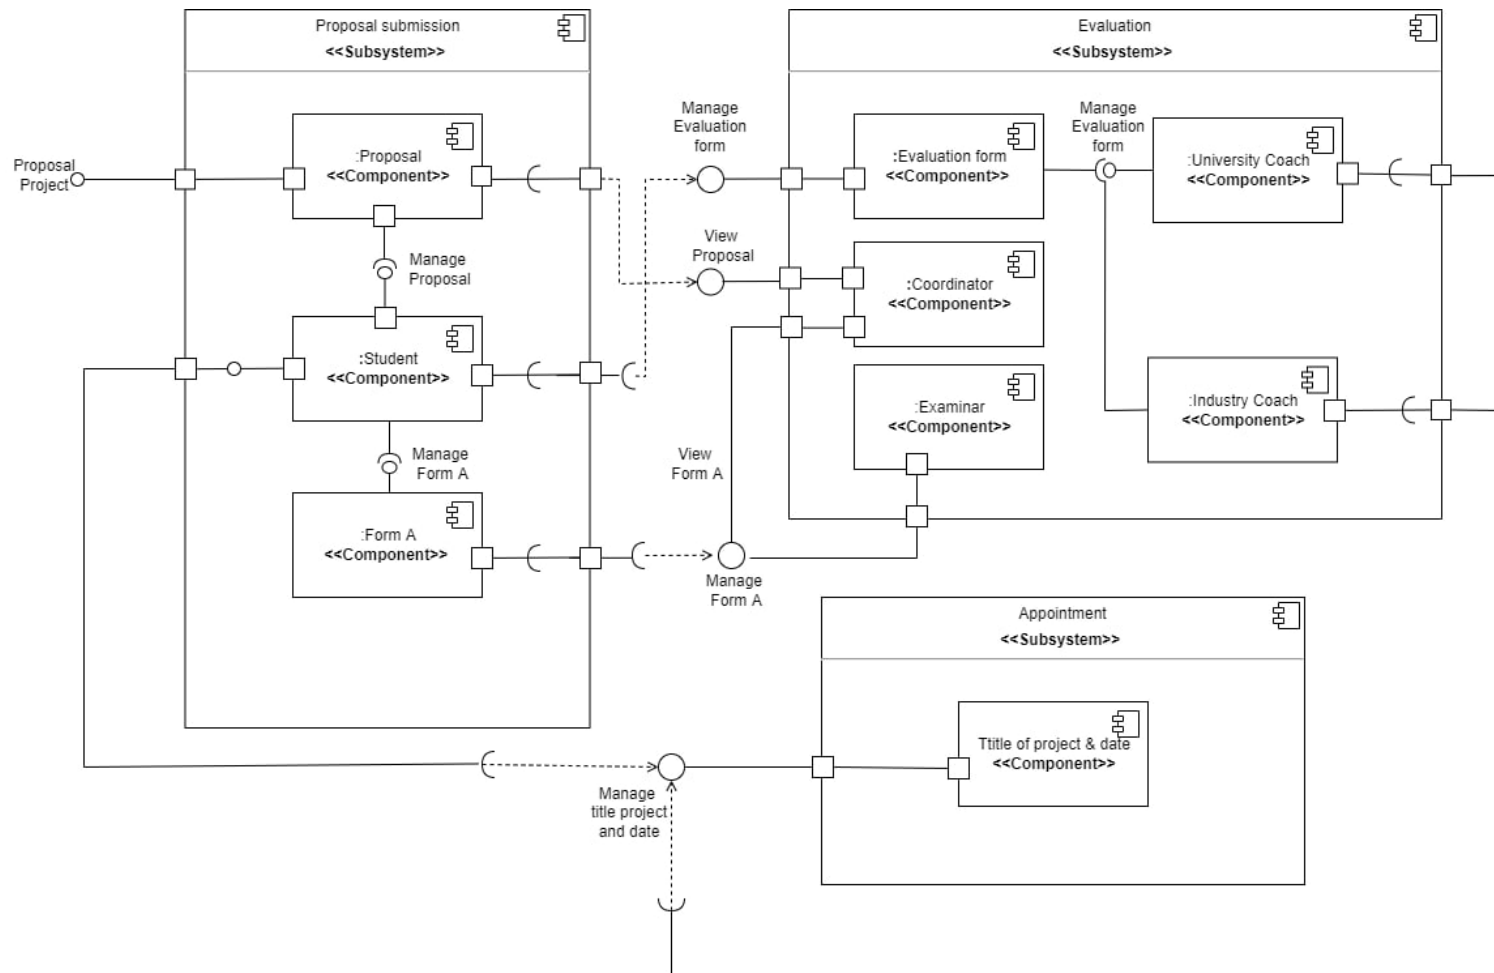 Proposal submission
<<Subsystem>>
Evaluation
<<Subsystem>>
Proposal
Project
:Proposal
<<Component>>
Manage
Proposal
:Student
<<Component>>
Manage
Form A
:Form A
<<Component>>
Manage
Evaluation
form
View
Proposal
:Evaluation form
<<Component>>
Manage
Evaluation
form
:University Coach
<<Component>>
:Coordinator
<<Component>>
:Examinar
<<Component>>
:Industry Coach
<<Component>>
View
Form A
Manage
Form A
Appointment
<<Subsystem>>
Ttitle of project & date
<<Component>>
Manage
title project
and date